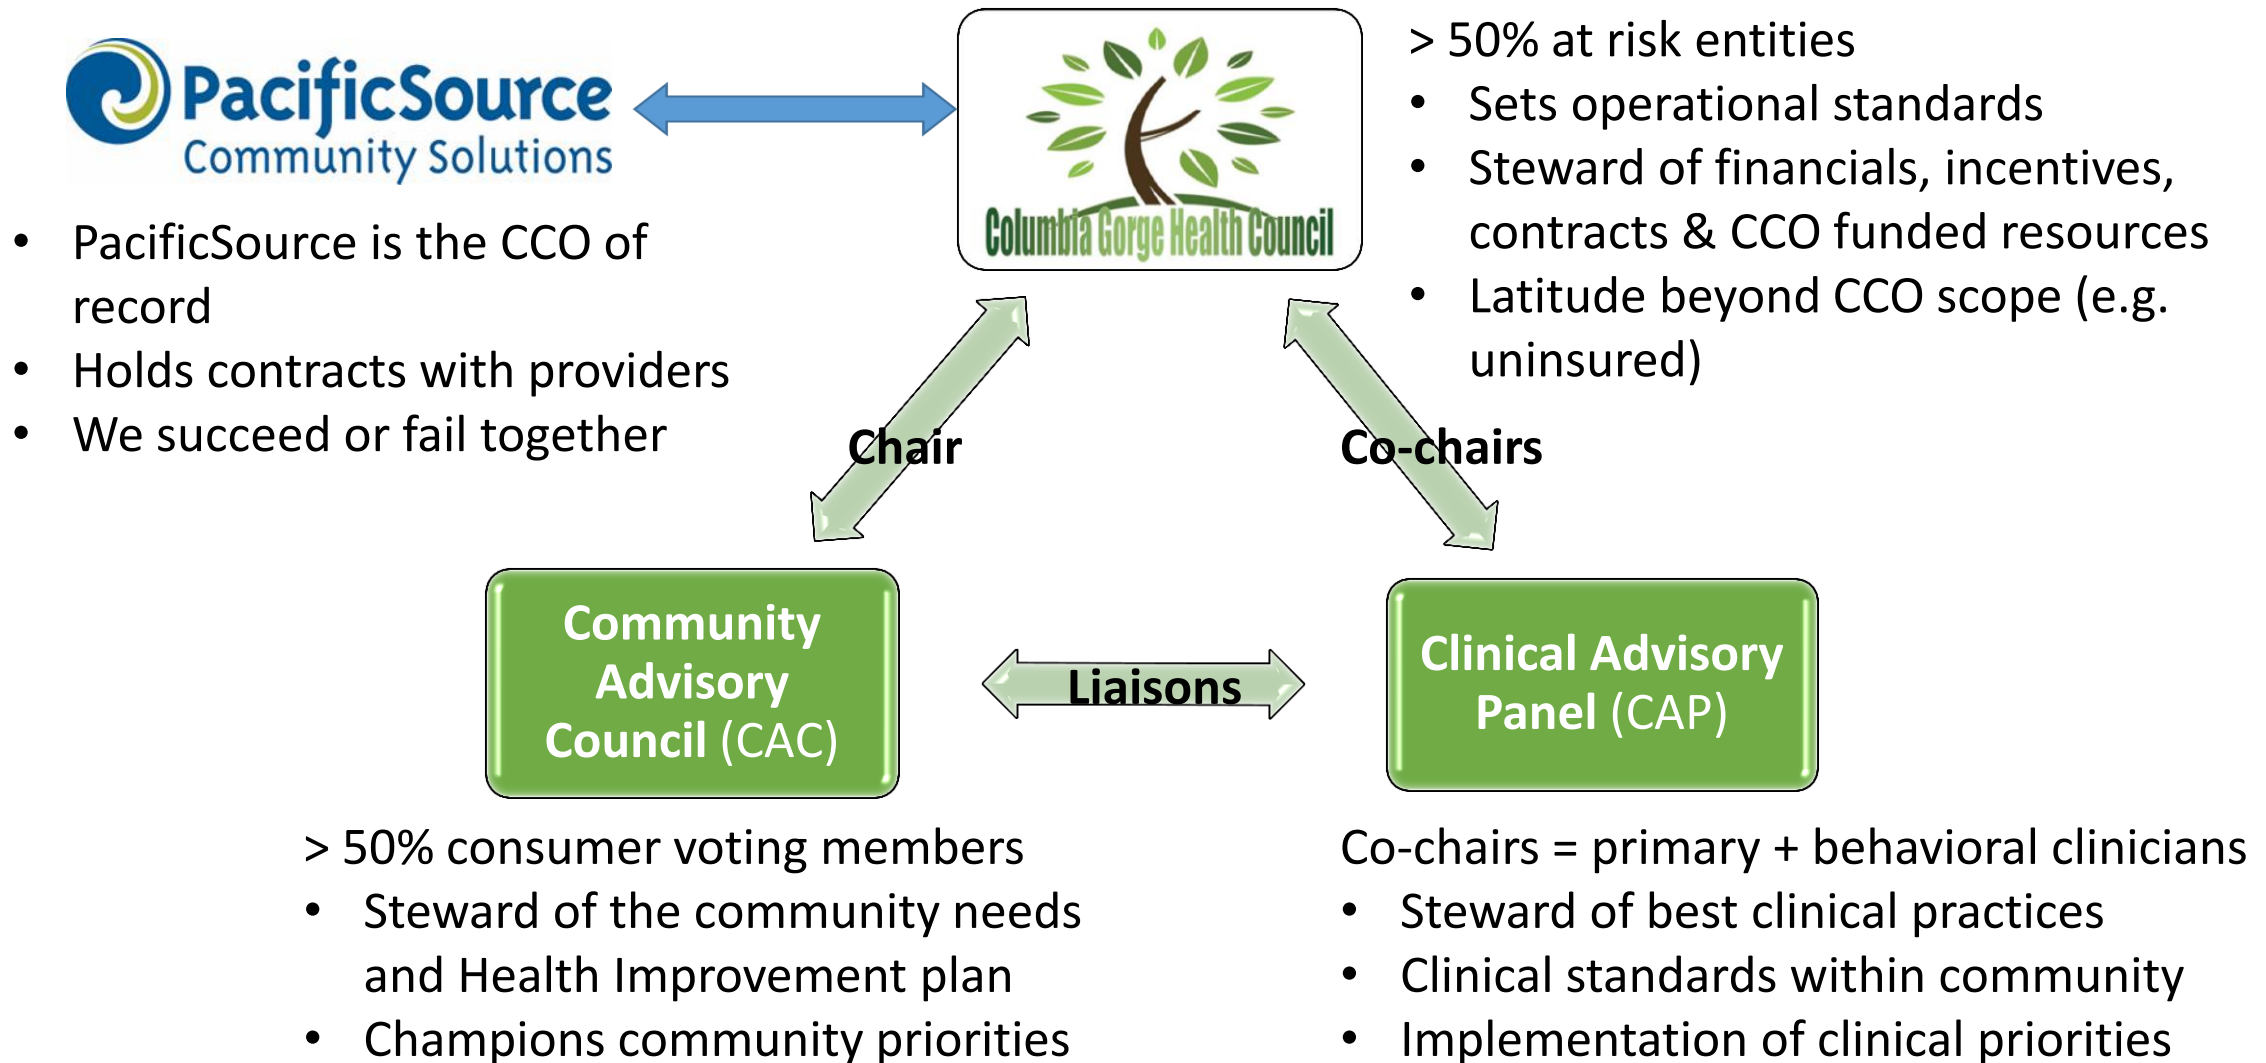 PacificSource
Community Solutions
• PacificSource is the CCO of
record
• Holds contracts with providers
• We succeed or fail together
Columbia Gorge Health Council
> 50% at risk entities
• Sets operational standards
• Steward of financials, incentives,
contracts & CCO funded resources
• Latitude beyond CCO scope (e.g.
uninsured)
Chair
Co-chairs
Community
Advisory
Council (CAC)
Liaisons
Clinical Advisory
Panel (CAP)
> 50% consumer voting members
• Steward of the community needs
and Health Improvement plan
• Champions community priorities
Co-chairs = primary + behavioral clinicians
• Steward of best clinical practices
• Clinical standards within community
• Implementation of clinical priorities